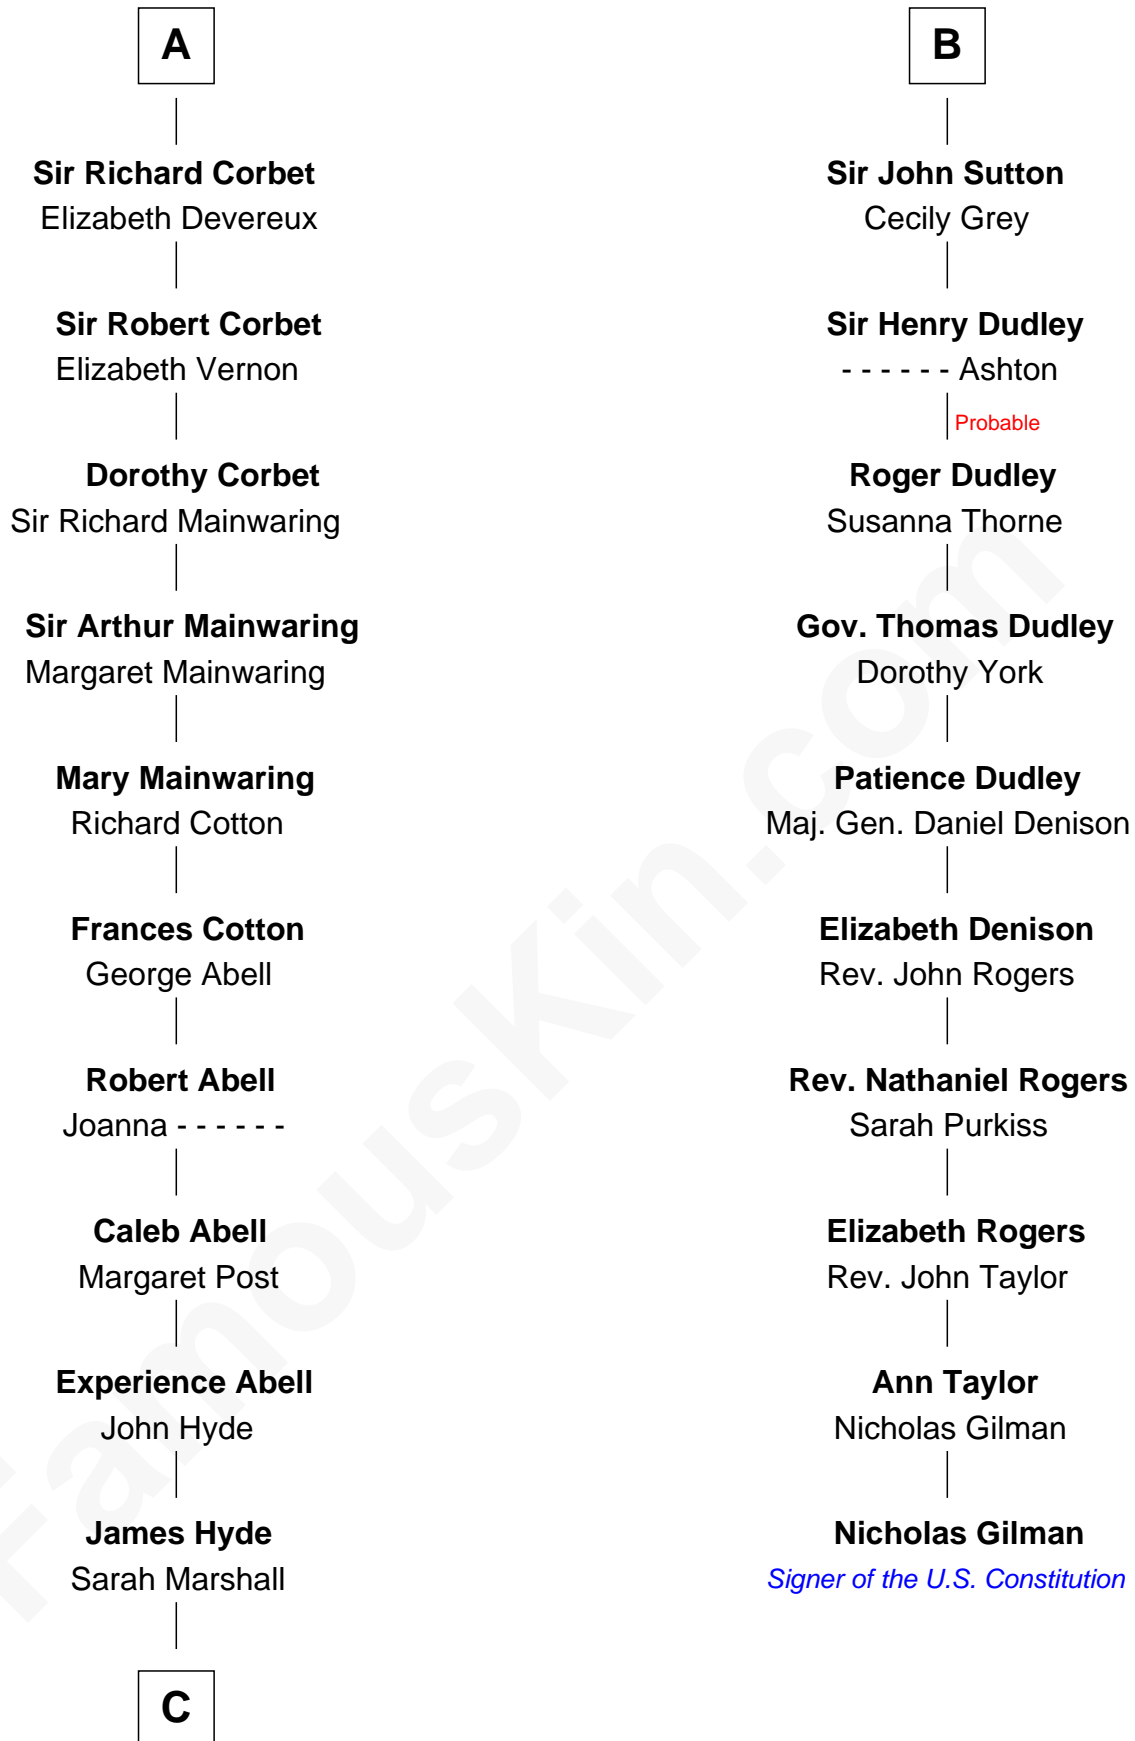 A
Sir Richard Corbet
Elizabeth Devereux
Sir Robert Corbet
Elizabeth Vernon
Dorothy Corbet
Sir Richard Mainwaring
Sir Arthur Mainwaring
Margaret Mainwaring
Mary Mainwaring
Richard Cotton
Frances Cotton
George Abell
Robert Abell
Joanna - - - - - -
Caleb Abell
Margaret Post
Experience Abell
John Hyde
James Hyde
Sarah Marshall
C
B
Sir John Sutton
Cecily Grey
Sir Henry Dudley
- - - - - - Ashton
Probable
Roger Dudley
Susanna Thorne
Gov. Thomas Dudley
Dorothy York
Patience Dudley
Maj. Gen. Daniel Denison
Elizabeth Denison
Rev. John Rogers
Rev. Nathaniel Rogers
Sarah Purkiss
Elizabeth Rogers
Rev. John Taylor
Ann Taylor
Nicholas Gilman
Nicholas Gilman
Signer of the U.S. Constitution
FamousKin.com